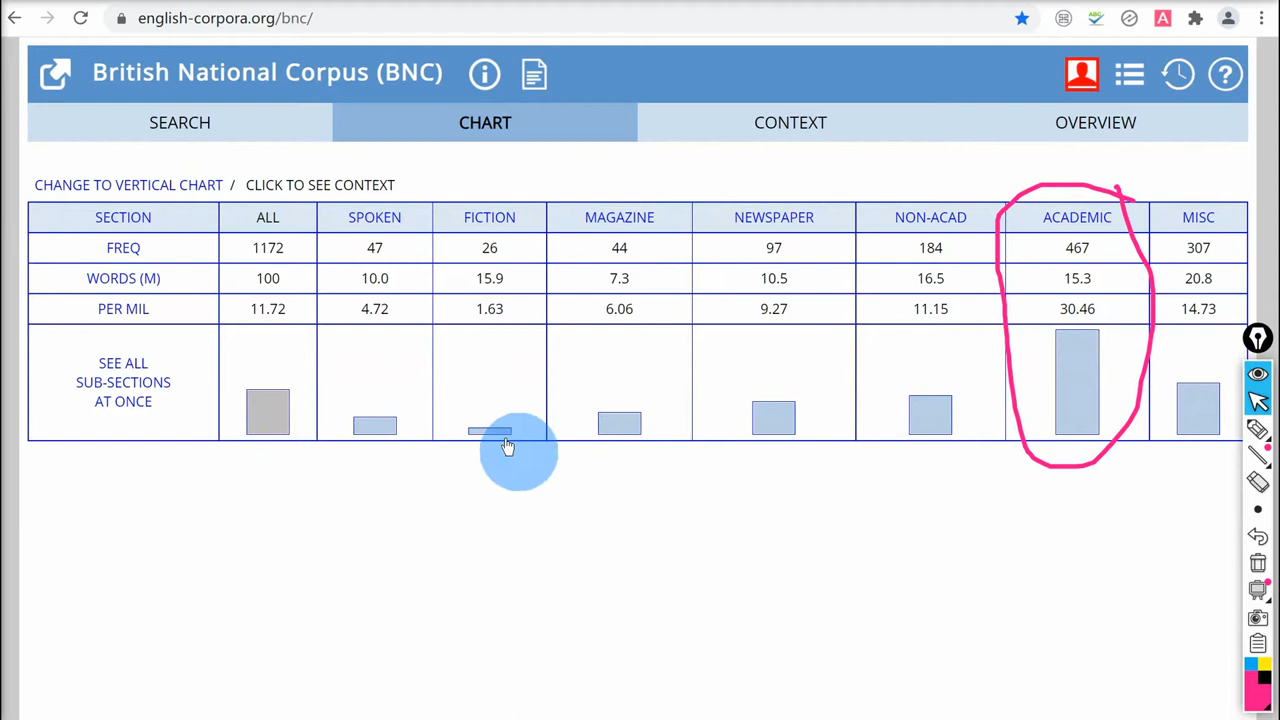 english-corpora.org/bnc/
ABC
A
British National Corpus (BNC)
SEARCH CHART CONTEXT OVERVIEW
CHANGE TO VERTICAL CHART / CLICK TO SEE CONTEXT
SECTION ALL SPOKEN FICTION MAGAZINE NEWSPAPER NON-ACAD ACADEMIC MISC
FREQ 1172 47 26 44 97 184 467 307
WORDS (M) 100 10.0 15.9 7.3 10.5 16.5 15.3 20.8
PER MIL 11.72 4.72 1.63 6.06 9.27 11.15 30.46 14.73
SEE ALL
SUB-SECTIONS
AT ONCE